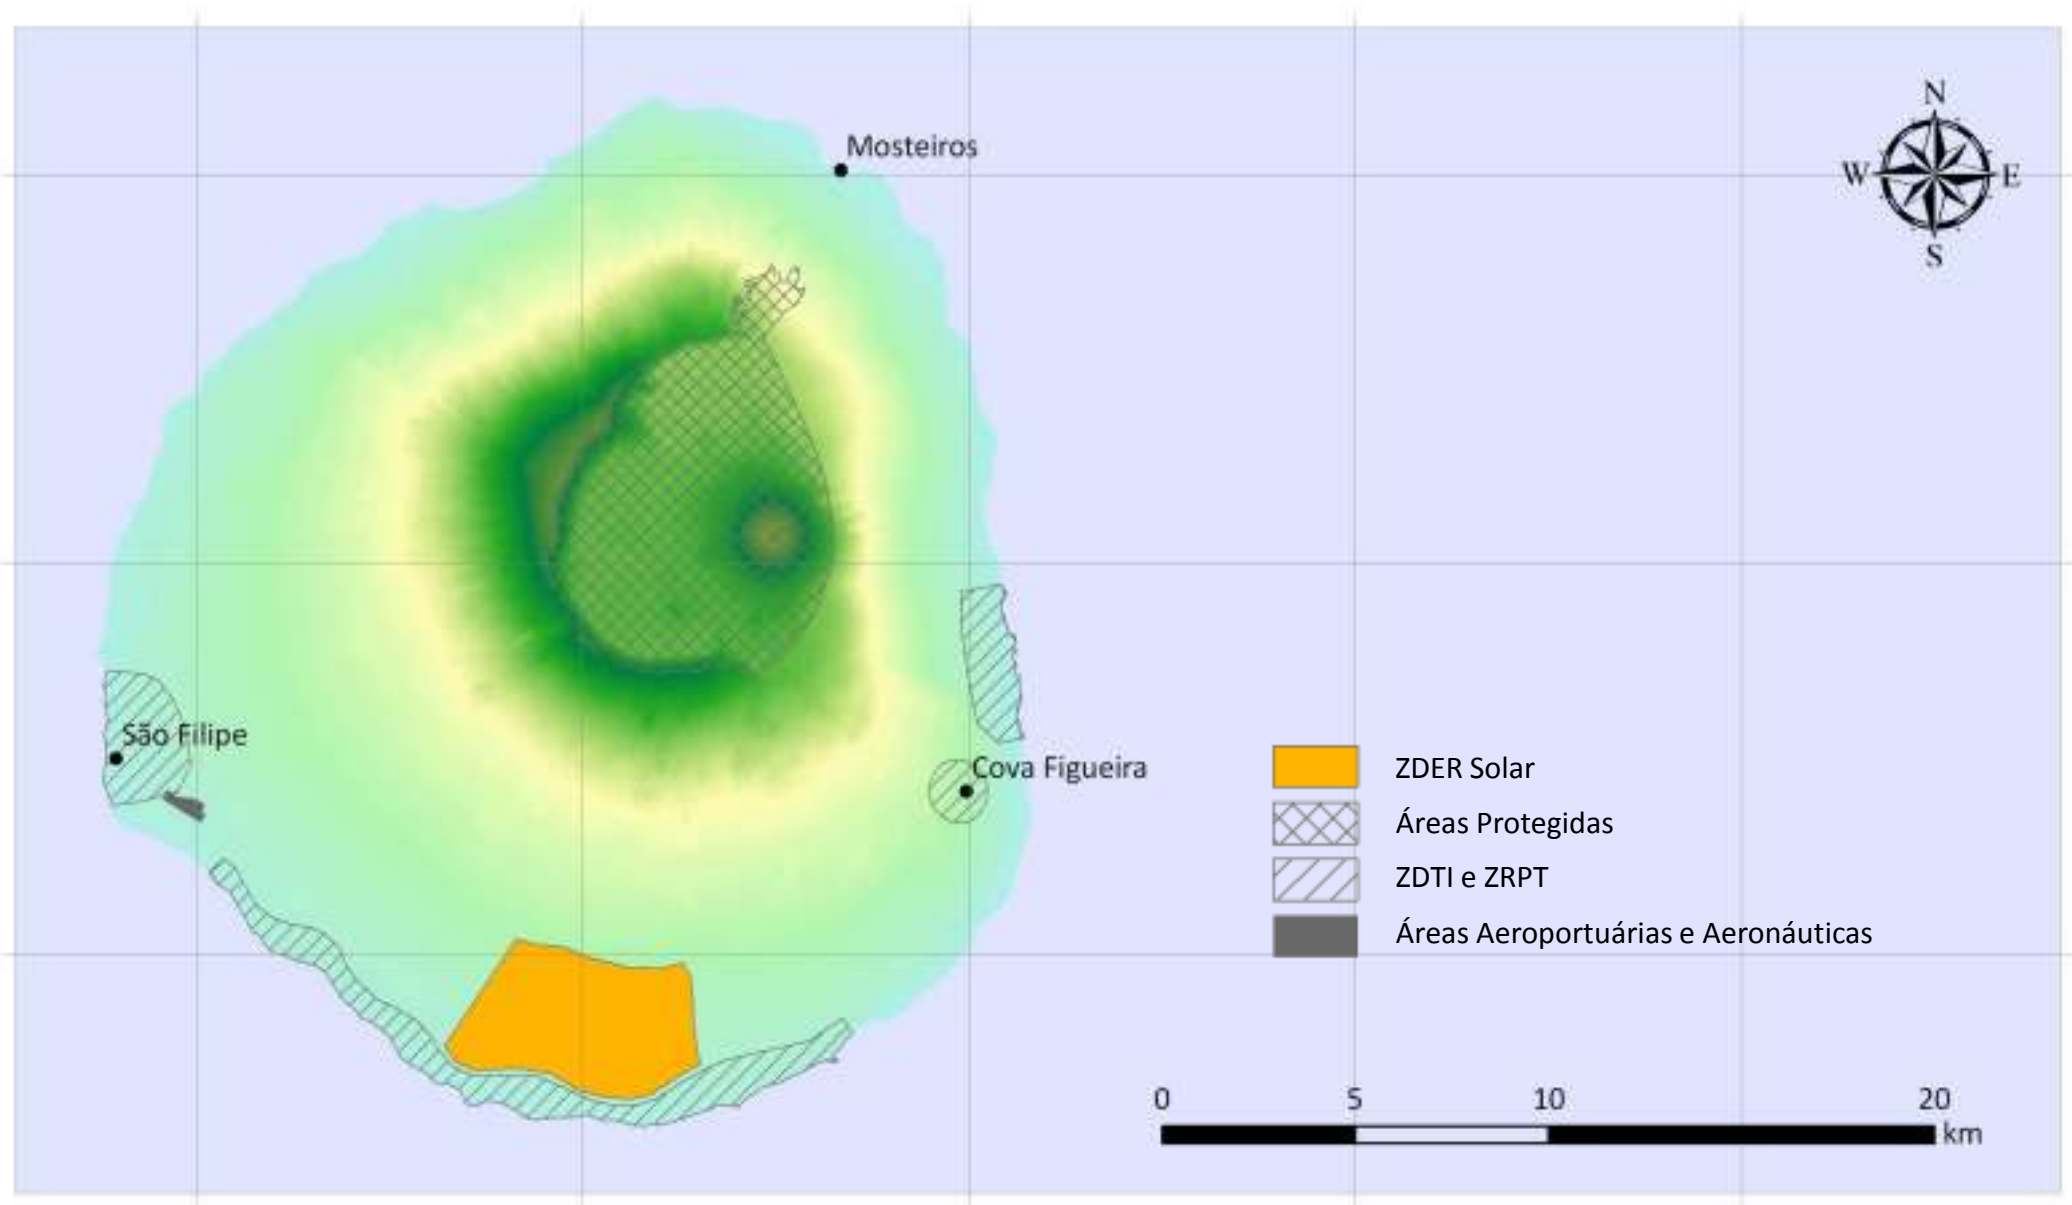 Mosteiros
N
W
E
S
São Filipe
Cova Figueira
ZDER Solar
Áreas Protegidas
ZDTI e ZRPT
Áreas Aeroportuárias e Aeronáuticas
0 5 10 20
km